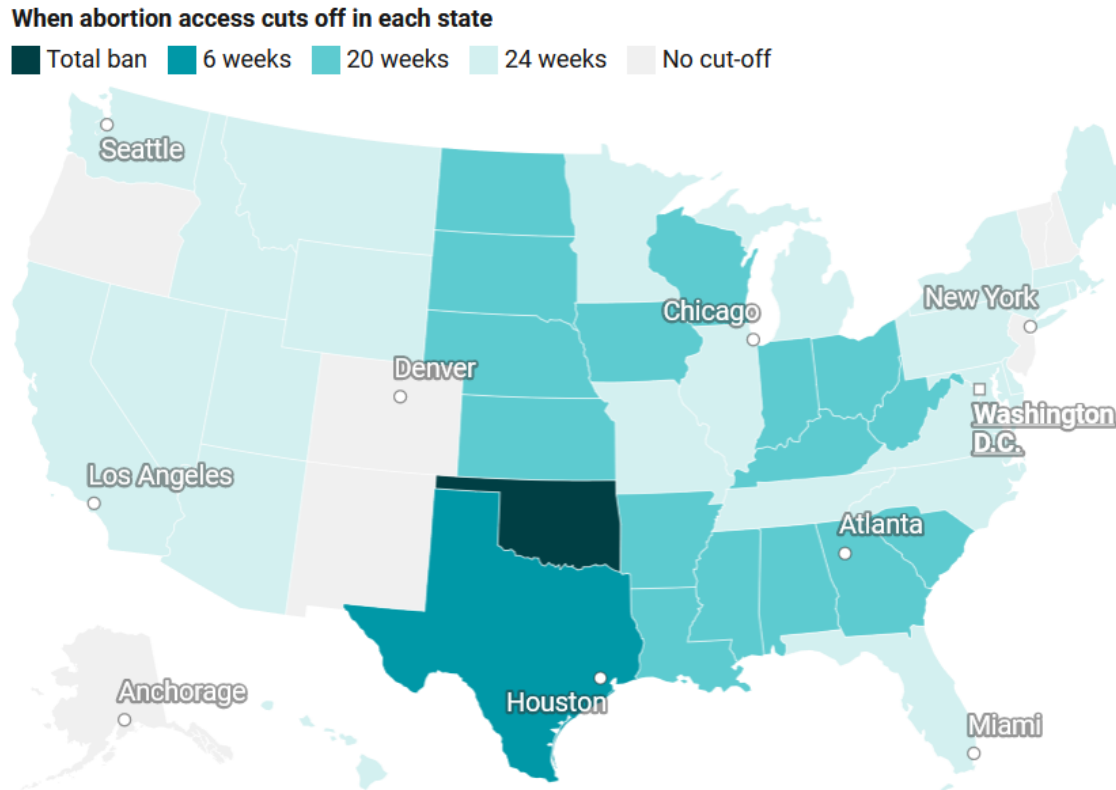 When abortion access cuts off in each state
Total ban 6 weeks 20 weeks 24 weeks No cut-off
Seattle
New York
Chicago
Denver
Washington
D.C.
Los Angeles
Atlanta
Anchorage
Houston
Miami